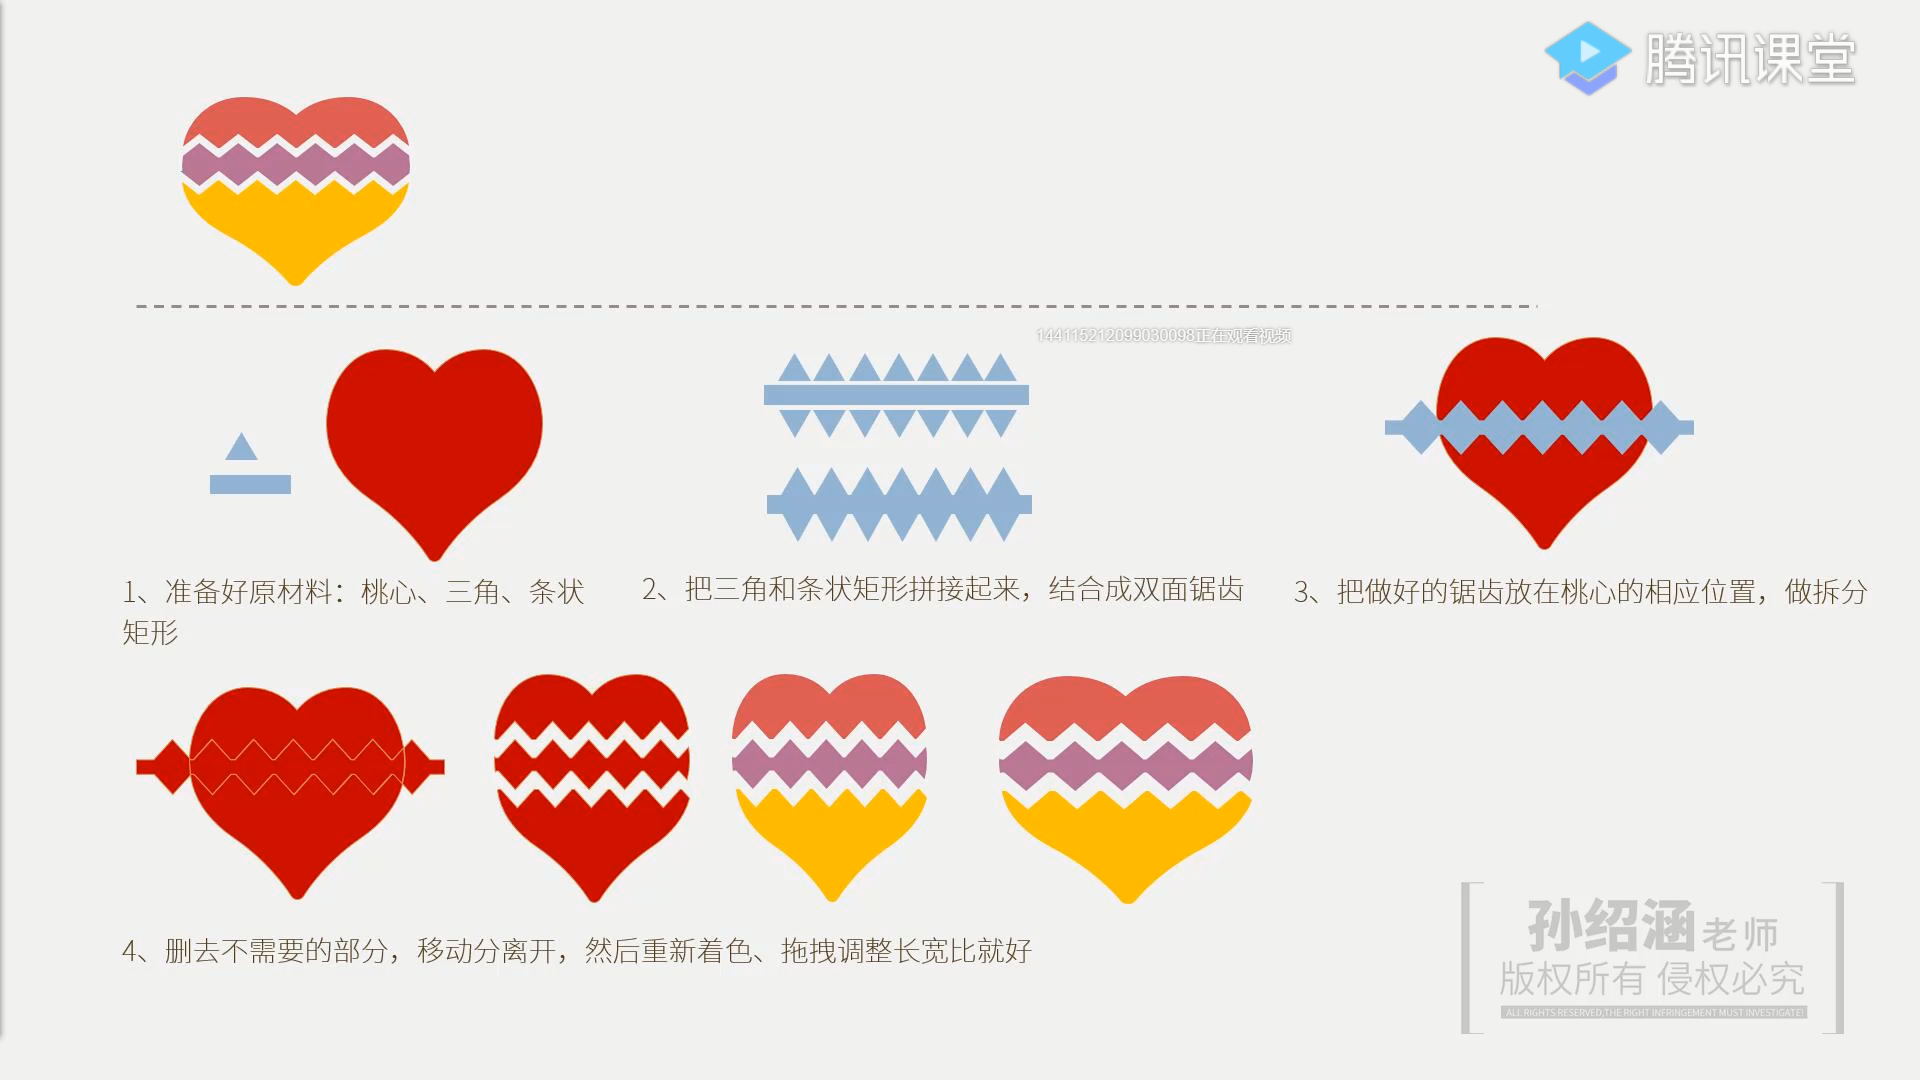 腾讯课堂
144115212099030098正在观看视频
1、准备好原材料：桃心、三角、条状
矩形
2、把三角和条状矩形拼接起来，结合成双面锯齿
3、把做好的锯齿放在桃心的相应位置，做拆分
4、删去不需要的部分，移动分离开，然后重新着色、拖拽调整长宽比就好
孙绍涵老师
版权所有 侵权必究
ALL RIGHTS RESERVED,THE RIGHT INFRINGEMENT MUST INVESTIGATE!